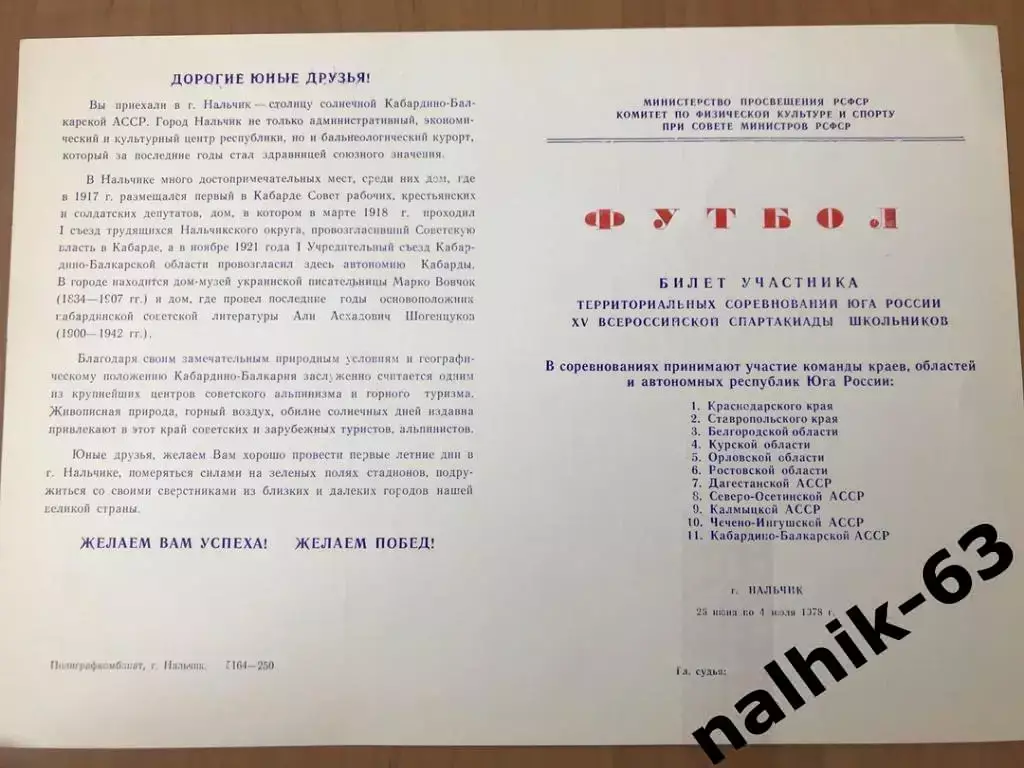 ДОРОГИЕ ЮНЫЕ ДРУЗЬЯ!
Вы приехали в г. Нальчик — столицу солнечной Кабардино-Бал-
карской АССР. Город Нальчик не только административный, экономи-
ческий и культурный центр республики, но и бальнеологический курорт,
который за последние годы стал здравницей союзного значения.
В Нальчике много достопримечательных мест, среди них дом, где
в 1917 г. размещался первый в Кабарде Совет рабочих, крестьянских
и солдатских депутатов, дом, в котором в марте 1918 г. проходил
I съезд трудящихся Нальчикского округа, провозгласивший Советскую
власть в Кабарде, а в ноябре 1921 года I Учредительный съезд Кабар-
дино-Балкарской области провозгласил здесь автономию Кабарды.
В городе находится дом-музей украинской писательницы Марко Вовчок
(1834—1907 гг.) и дом, где провел последние годы основоположник
кабардинской советской литературы Али Асхадович Шогенцуков
(1900—1942 гг.).
Благодаря своим замечательным природным условиям и географи-
ческому положению Кабардино-Балкария заслуженно считается одним
из крупнейших центров советского альпинизма и горного туризма.
Живописная природа, горный воздух, обилие солнечных дней издавна
привлекают в этот край советских и зарубежных туристов, альпинистов.
Юные друзья, желаем Вам хорошо провести первые летние дни в
г. Нальчике, померяться силами на зеленых полях стадионов, подру-
житься со своими сверстниками из близких и далеких городов нашей
великой страны.
ЖЕЛАЕМ ВАМ УСПЕХА! ЖЕЛАЕМ ПОБЕД!
Полиграфкомбинат, г. Нальчик. 5164—250
МИНИСТЕРСТВО ПРОСВЕЩЕНИЯ РСФСР
КОМИТЕТ ПО ФИЗИЧЕСКОЙ КУЛЬТУРЕ И СПОРТУ
ПРИ СОВЕТЕ МИНИСТРОВ РСФСР
ФУТБОЛ
БИЛЕТ УЧАСТНИКА
ТЕРРИТОРИАЛЬНЫХ СОРЕВНОВАНИЙ ЮГА РОССИИ
XV ВСЕРОССИЙСКОЙ СПАРТАКИАДЫ ШКОЛЬНИКОВ
В соревнованиях принимают участие команды краев, областей
и автономных республик Юга России:
1. Краснодарского края
2. Ставропольского края
3. Белгородской области
4. Курской области
5. Орловской области
6. Ростовской области
7. Дагестанской АССР
8. Северо-Осетинской АССР
9. Калмыцкой АССР
10. Чечено-Ингушской АССР
11. Кабардино-Балкарской АССР
г. НАЛЬЧИК
25 июня по 4 июля 1978 г.
Гл. судья:
nalhik-63